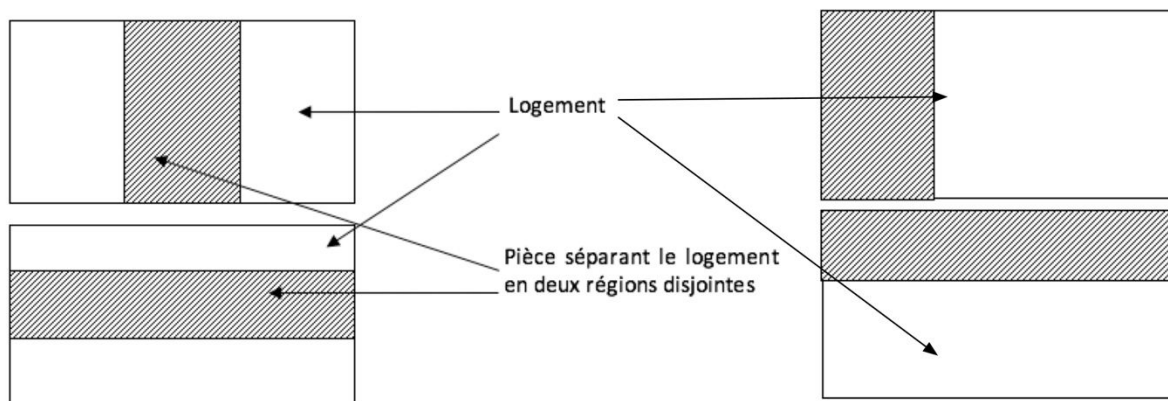 Logement
Pièce séparant le logement
en deux régions disjointes